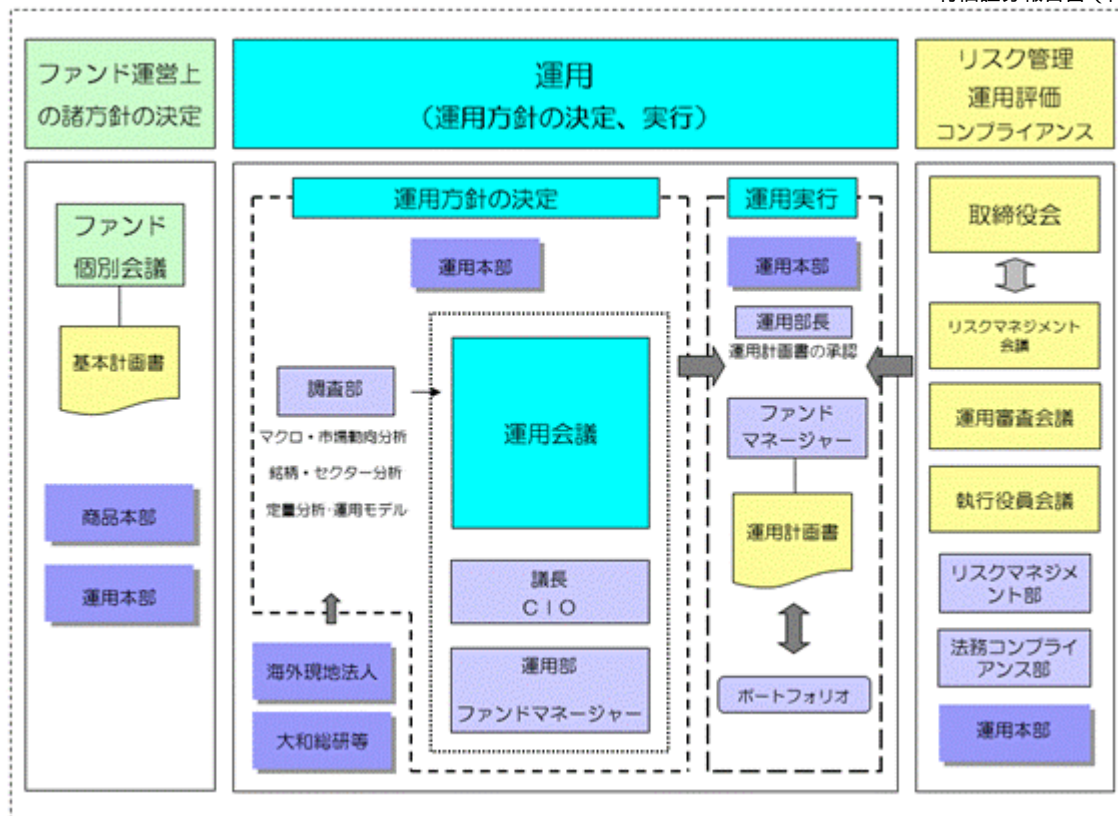 ファンド運営上
の諸方針の決定
運用
（運用方針の決定、実行）
リスク管理
運用評価
コンプライアンス
ファンド
個別会議
基本計画書
商品本部
運用本部
運用方針の決定
運用本部
調査部
マクロ・市場動向分析
銘柄・セクター分析
定量分析･運用モデル
海外現地法人
大和総研等
運用会議
議長
ＣＩＯ
運用部
ファンドマネージャー
運用実行
運用本部
運用部長
運用計画書の承認
ファンド
マネージャー
運用計画書
ポートフォリオ
取締役会
リスクマネジメント
会議
運用審査会議
執行役員会議
リスクマネジメ
ント部
法務コンプライ
アンス部
運用本部